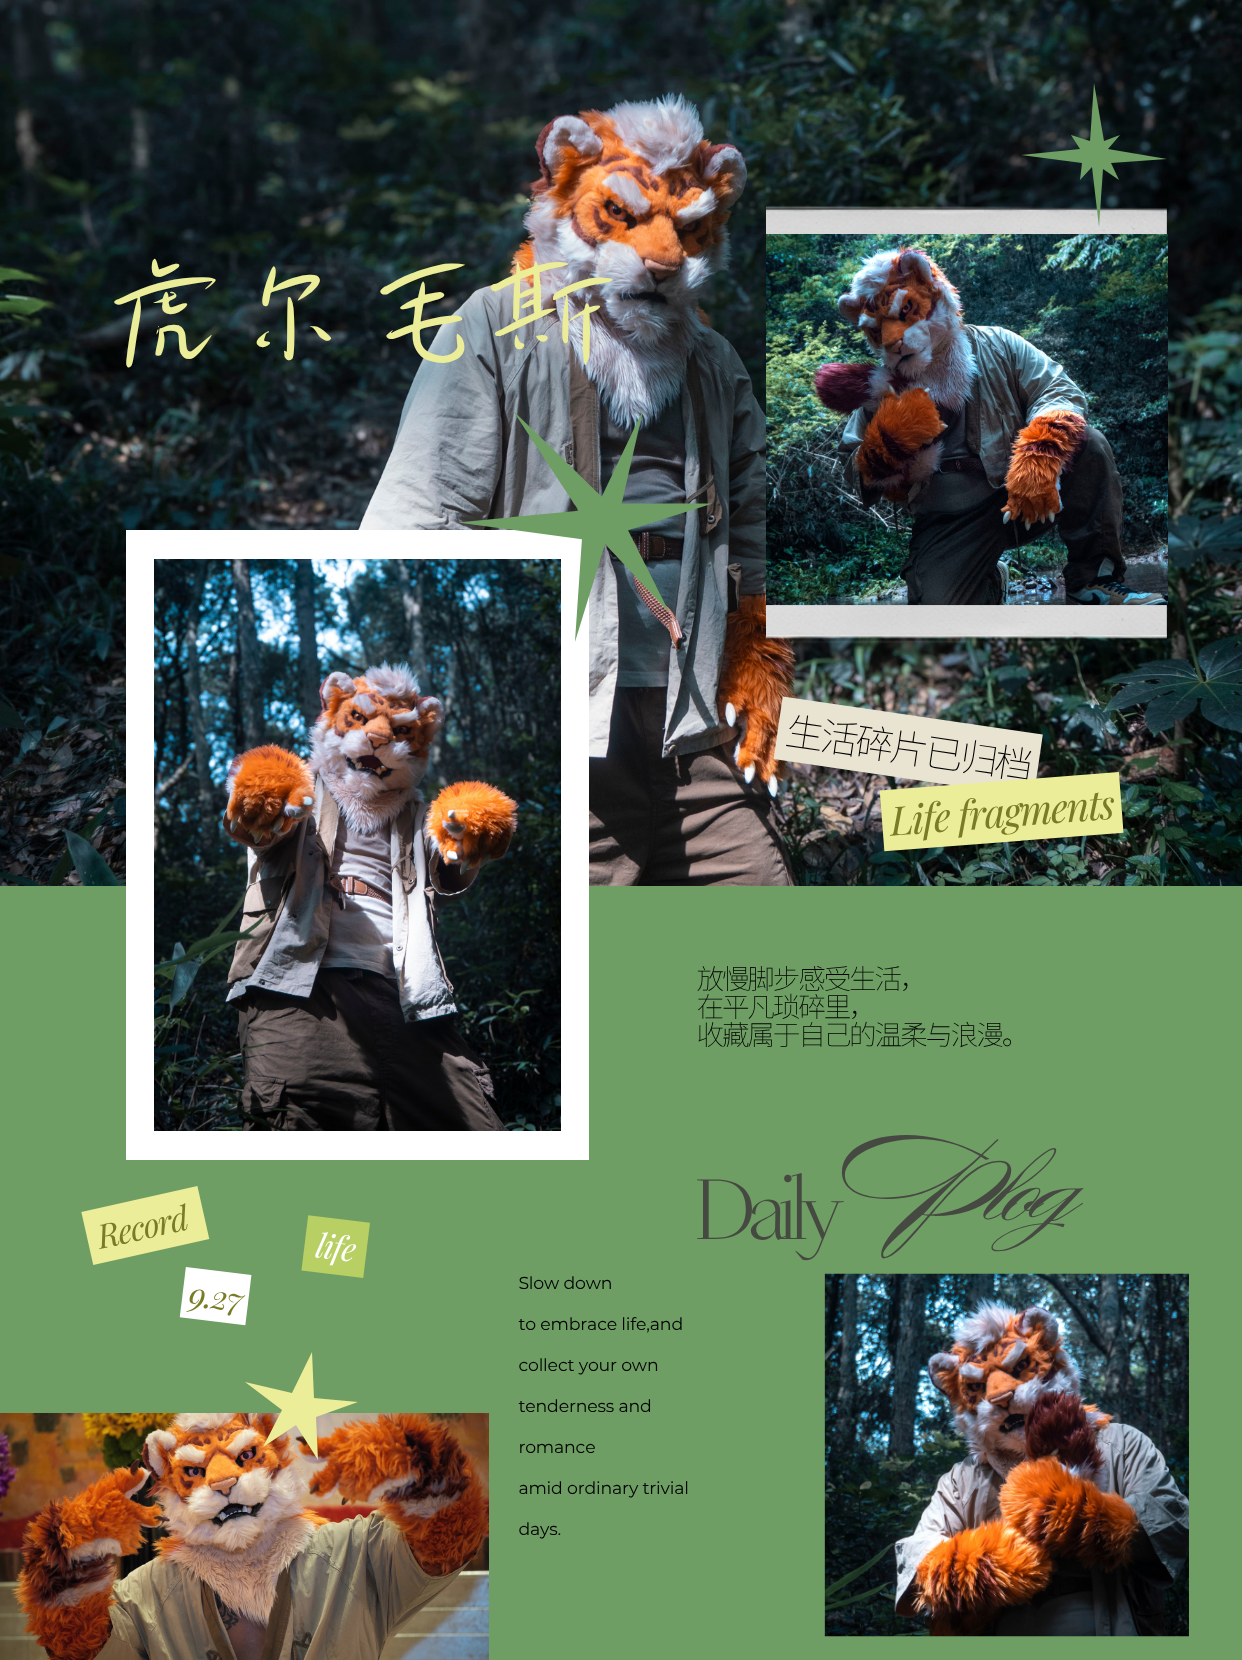 虎尔毛斯
生活碎片已归档
Life fragments
放慢脚步感受生活，
在平凡琐碎里，
收藏属于自己的温柔与浪漫。
Daily Plog
Record
life
9.27
Slow down
to embrace life,and
collect your own
tenderness and
romance
amid ordinary trivial
days.